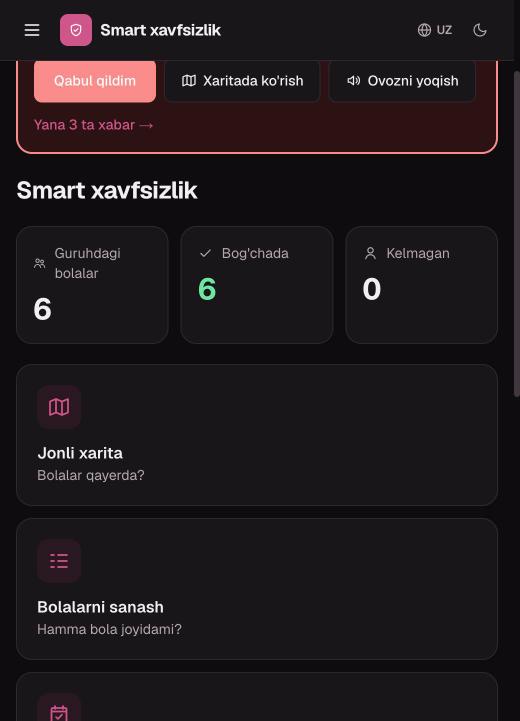 Smart xavfsizlik
UZ
Qabul qildim
Xaritada ko'rish
Ovozni yoqish
Yana 3 ta xabar →
Smart xavfsizlik
Guruhdagi
bolalar
6
Bog'chada
6
Kelmagan
0
Jonli xarita
Bolalar qayerda?
Bolalarni sanash
Hamma bola joyidami?